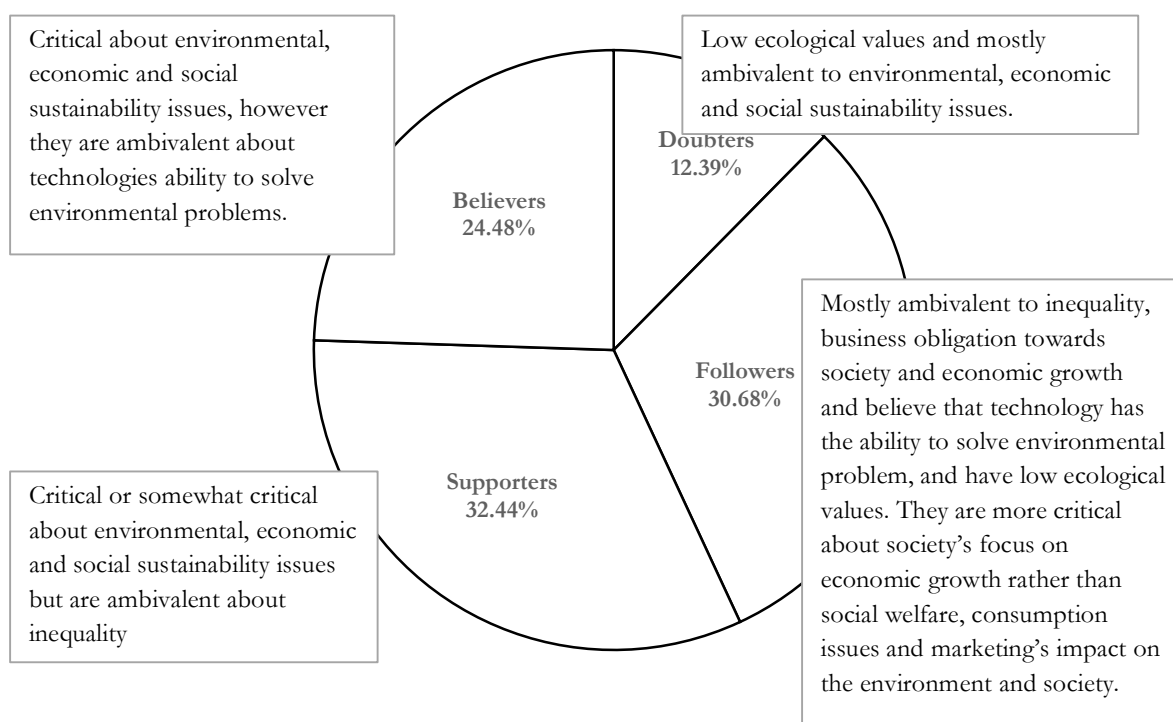 Critical about environmental,
economic and social
sustainability issues, however
they are ambivalent about
technologies ability to solve
environmental problems.
Low ecological values and mostly
ambivalent to environmental, economic
and social sustainability issues.
Doubters
12.39%
Believers
24.48%
Followers
30.68%
Mostly ambivalent to inequality,
business obligation towards
society and economic growth
and believe that technology has
the ability to solve environmental
problem, and have low ecological
values. They are more critical
about society's focus on
economic growth rather than
social welfare, consumption
issues and marketing's impact on
the environment and society.
Supporters
32.44%
Critical or somewhat critical
about environmental, economic
and social sustainability issues
but are ambivalent about
inequality